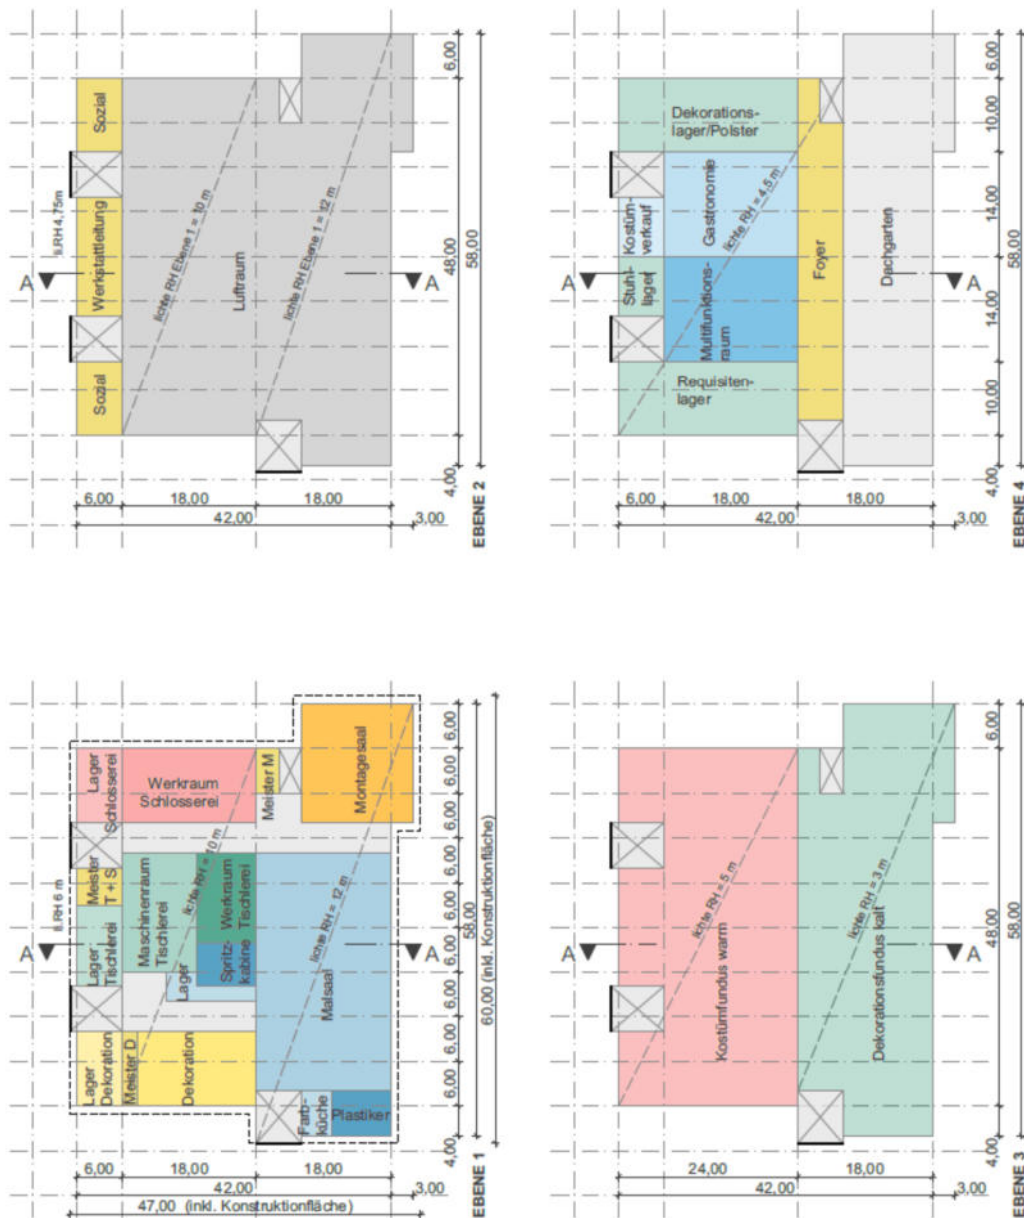 Sozial
Werkstattleitung
Sozial
li.RH 4,75m
lichte RH Ebene 1 = 10 m
Luftraum
lichte RH Ebene 1 = 12 m
A
A
6,00
48,00
58,00
4,00
6,00
18,00
18,00
42,00
3,00
EBENE 2
Dekorations-
lager/Polster
Kostüm-
verkauf
Gastronomie
lichte RH = 4,5 m
Stuhl-
lager
Multifunktions-
raum
Foyer
Dachgarten
Requisiten-
lager
A
A
6,00
10,00
14,00
14,00
10,00
4,00
58,00
6,00
18,00
18,00
42,00
3,00
EBENE 4
Lager
Schlosserei
Werkraum
Schlosserei
Meister M
Montagesaal
Meister
T + S
li.RH 6 m
Lager
Tischlerei
Maschinenraum
Tischlerei
lichte RH = 10 m
Werkraum
Tischlerei
Spritz-
kabine
Lager
lichte RH = 12 m
Malsaal
Lager
Dekoration
Meister D
Dekoration
Farb-
küche
Plastiker
A
A
6,00
6,00
6,00
6,00
6,00
6,00
6,00
6,00
6,00
4,00
58,00
60,00 (inkl. Konstruktionfläche)
6,00
18,00
18,00
42,00
3,00
47,00 (inkl. Konstruktionfläche)
EBENE 1
Kostümfundus warm
lichte RH = 5 m
Dekorationsfundus kalt
lichte RH = 3 m
A
A
6,00
48,00
58,00
4,00
24,00
18,00
42,00
3,00
EBENE 3